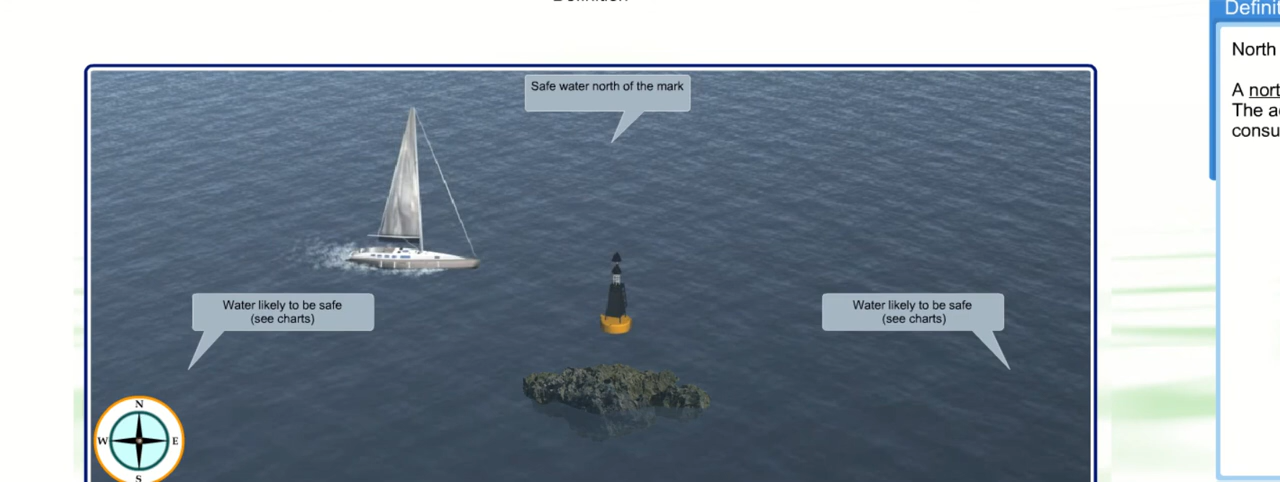 Definition
Safe water north of the mark
Water likely to be safe
(see charts)
Water likely to be safe
(see charts)
N
W
E
S
North
A
The